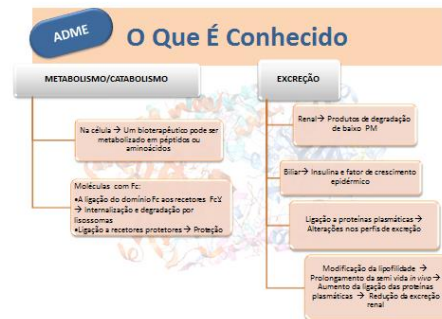 ADME
O Que É Conhecido
METABOLISMO/CATABOLISMO
Na célula → Um bioterapêutico pode ser
metabolizado em péptidos ou
aminoácidos
Moléculas com Fc:
•A ligação do domínio Fc aos recetores FcƔ
→ Internalização e degradação por
lisossomas
•Ligação a recetores protetores → Proteção
EXCREÇÃO
Renal→ Produtos de degradação
de baixo PM
Biliar→ Insulina e fator de crescimento
epidérmico
Ligação a proteínas plasmáticas →
Alterações nos perfis de excreção
Modificação da lipofilidade →
Prolongamento da semi vida in vivo →
Aumento da ligação das proteínas
plasmáticas → Redução da excreção
renal